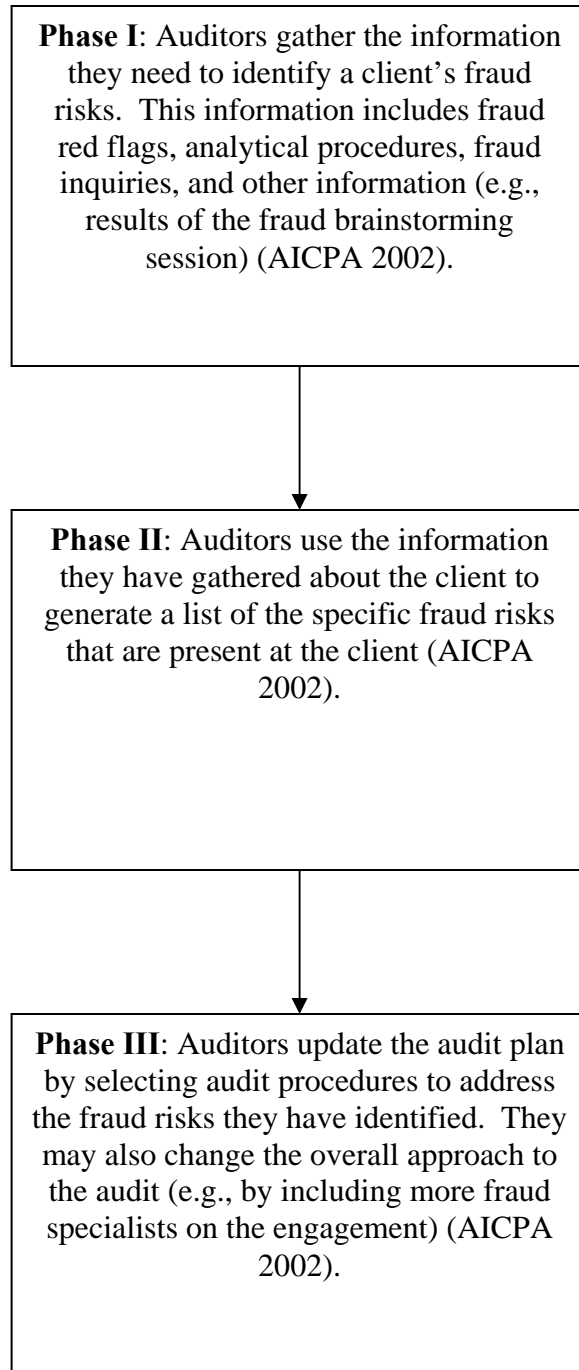 Phase I: Auditors gather the information
they need to identify a client’s fraud
risks.  This information includes fraud
red flags, analytical procedures, fraud
inquiries, and other information (e.g.,
results of the fraud brainstorming
session) (AICPA 2002).
Phase II: Auditors use the information
they have gathered about the client to
generate a list of the specific fraud risks
that are present at the client (AICPA
2002).
Phase III: Auditors update the audit plan
by selecting audit procedures to address
the fraud risks they have identified.  They
may also change the overall approach to
the audit (e.g., by including more fraud
specialists on the engagement) (AICPA
2002).